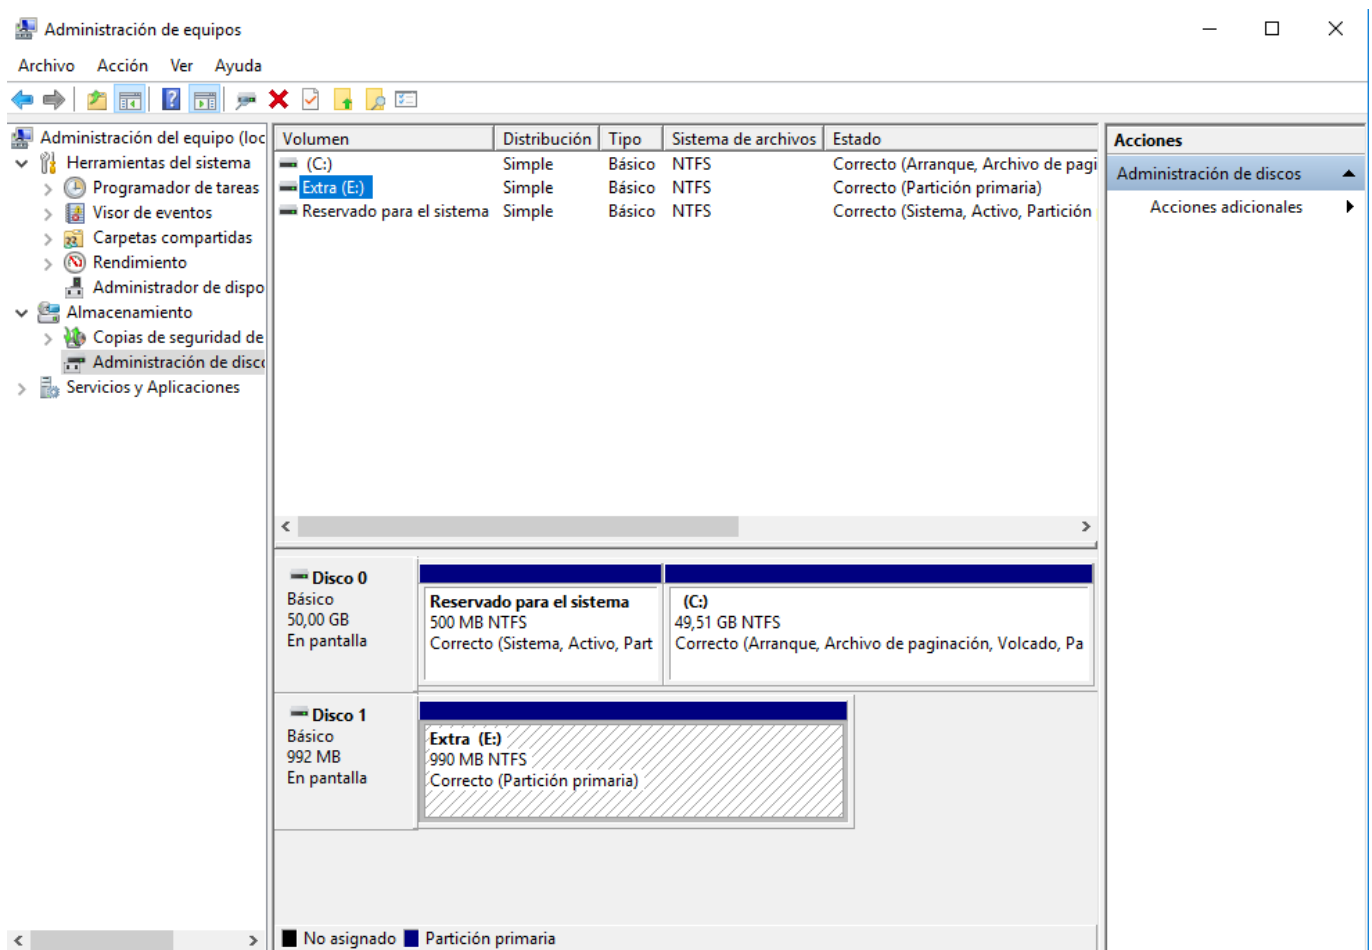 Administración de equipos
Archivo Acción Ver Ayuda
Administración del equipo (loc
Herramientas del sistema
Programador de tareas
Visor de eventos
Carpetas compartidas
Rendimiento
Administrador de dispo
Almacenamiento
Copias de seguridad de
Administración de disco
Servicios y Aplicaciones
Volumen Distribución Tipo Sistema de archivos Estado
(C:) Simple Básico NTFS Correcto (Arranque, Archivo de pagi
Extra (E:) Simple Básico NTFS Correcto (Partición primaria)
Reservado para el sistema Simple Básico NTFS Correcto (Sistema, Activo, Partición
Disco 0
Básico
50,00 GB
En pantalla
Reservado para el sistema
500 MB NTFS
Correcto (Sistema, Activo, Part
(C:)
49,51 GB NTFS
Correcto (Arranque, Archivo de paginación, Volcado, Pa
Disco 1
Básico
992 MB
En pantalla
Extra (E:)
990 MB NTFS
Correcto (Partición primaria)
No asignado Partición primaria
Acciones
Administración de discos
Acciones adicionales